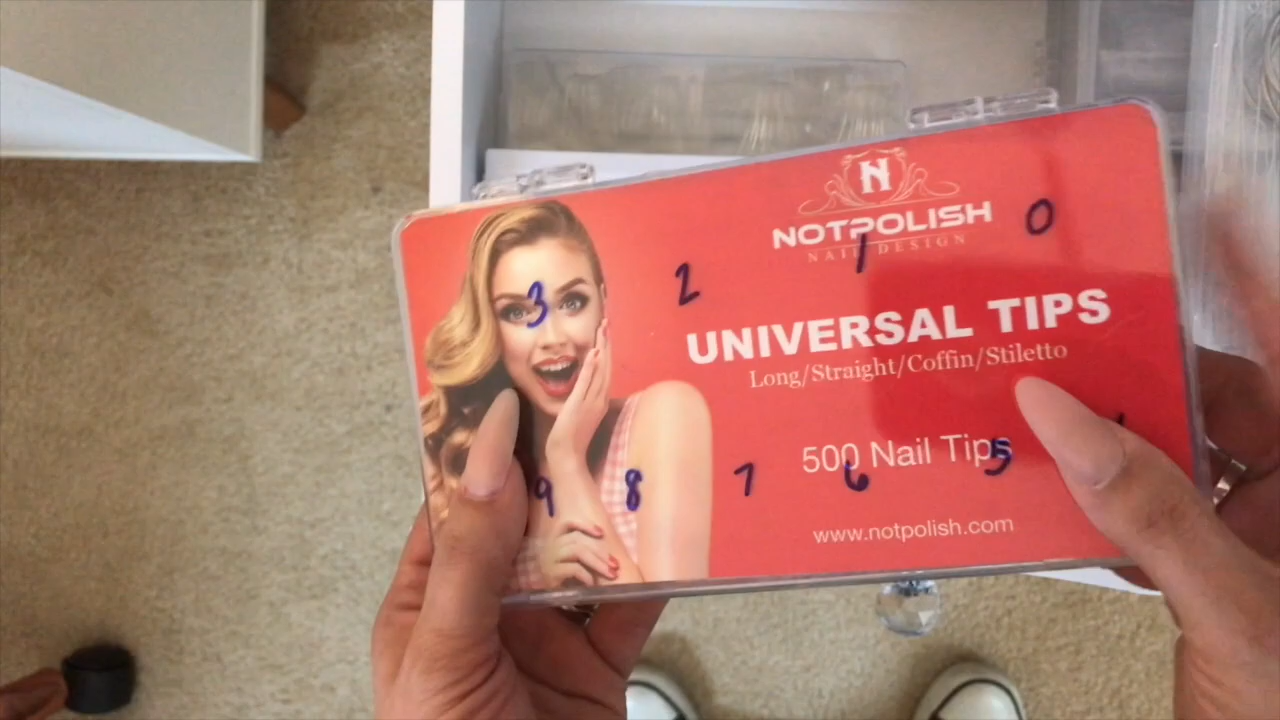 N
NOTPOLISH
NAIL DESIGN
3 2 1 0
UNIVERSAL TIPS
Long/Straight/Coffin/Stiletto
500 Nail Tips
9 8 7 6 5
www.notpolish.com